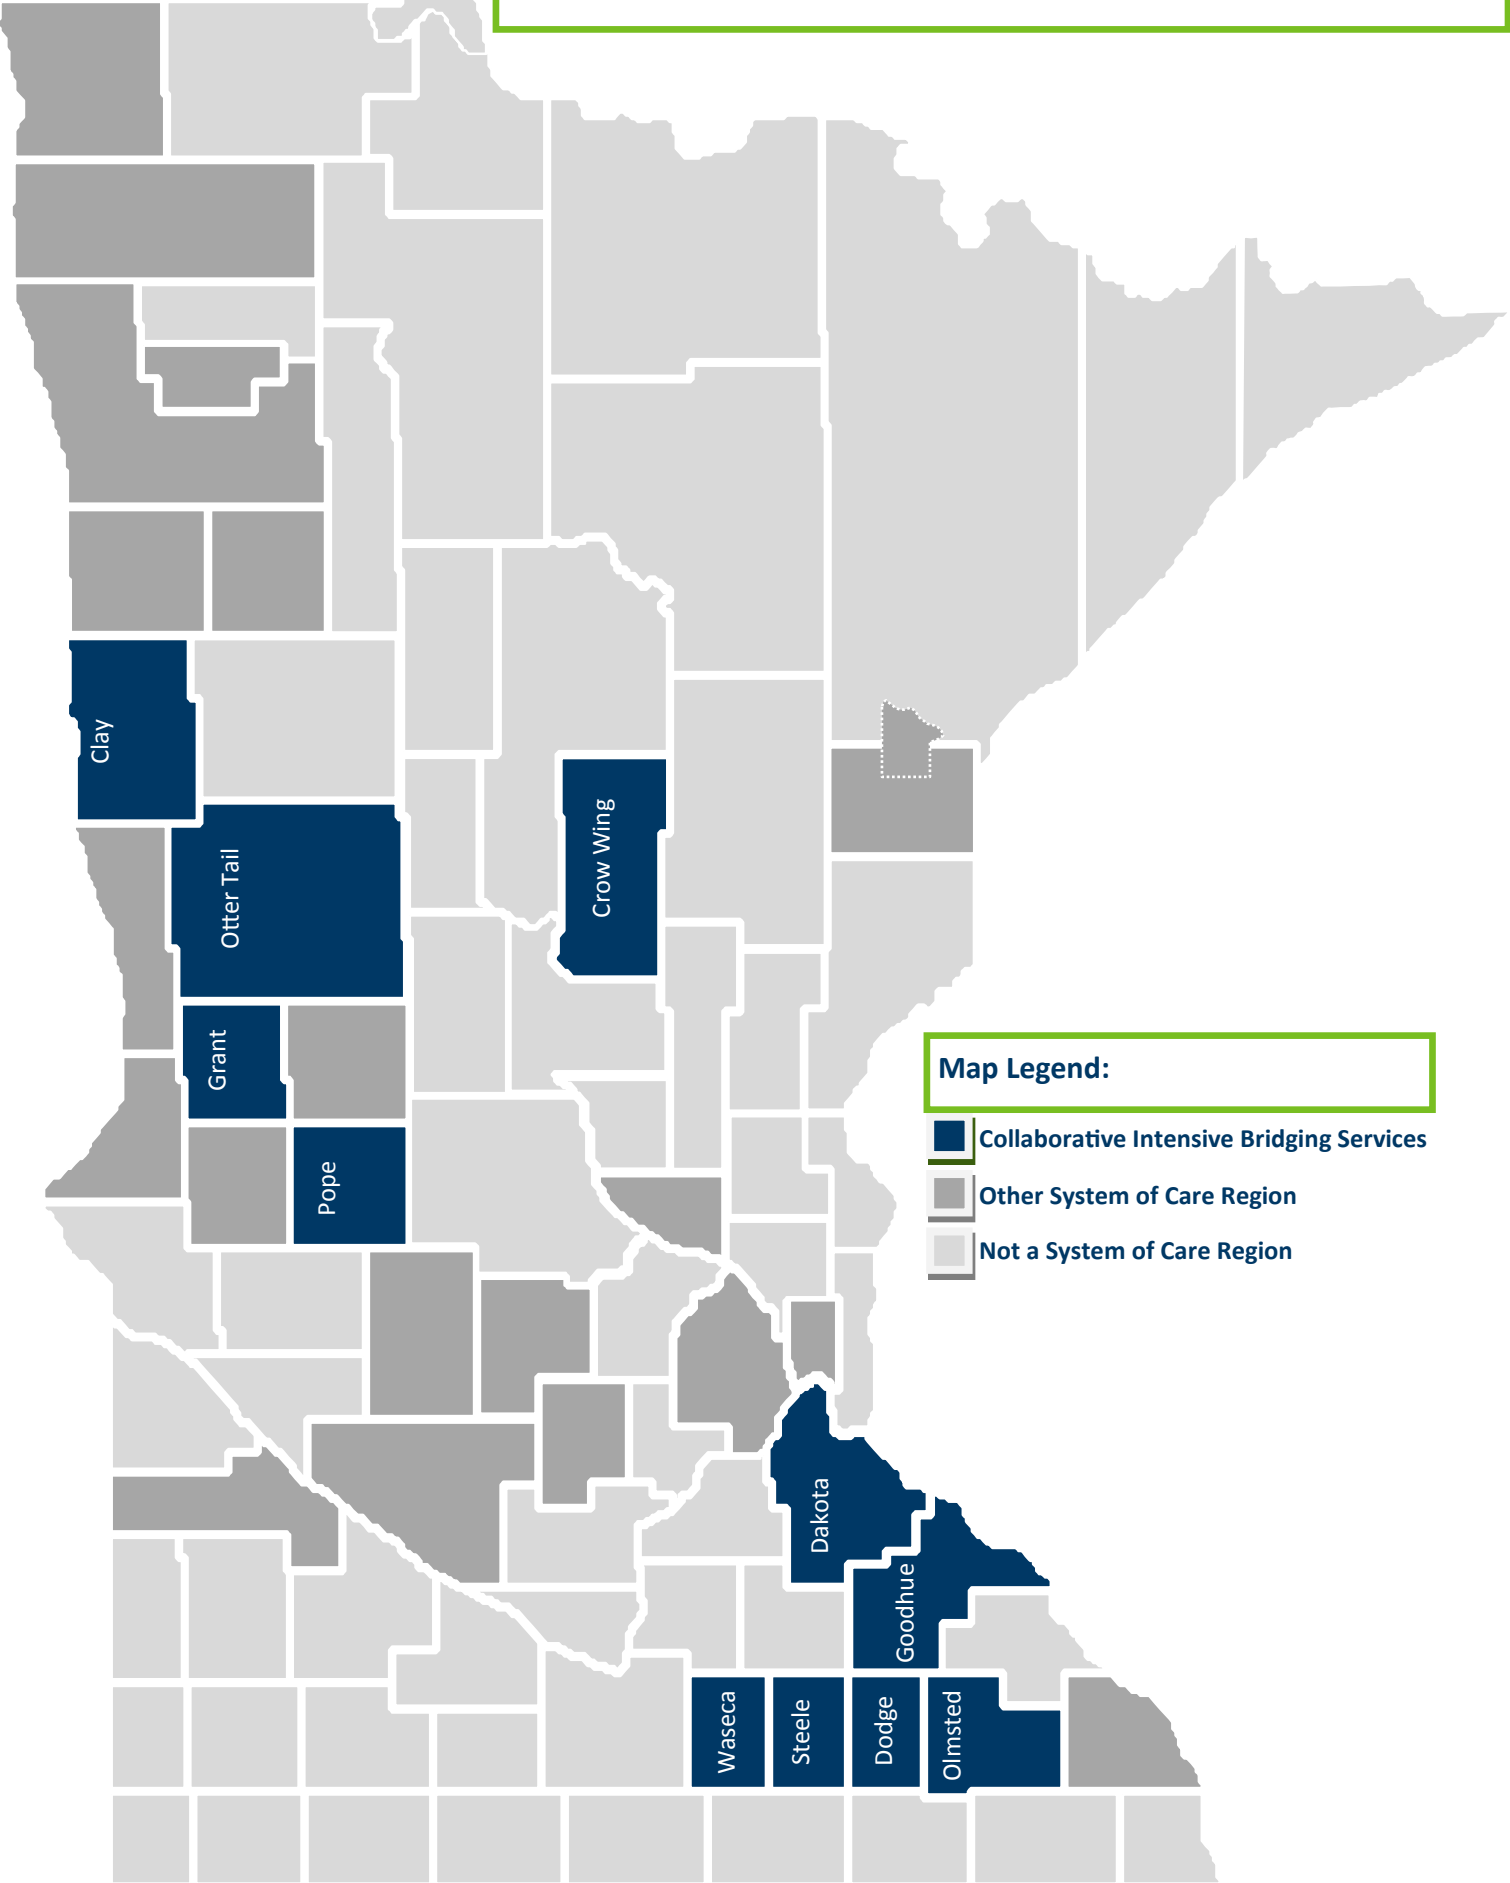 Clay
Otter Tail
Crow Wing
Grant
Pope
Map Legend:
Collaborative Intensive Bridging Services
Other System of Care Region
Not a System of Care Region
Dakota
Goodhue
Waseca
Steele
Dodge
Olmsted